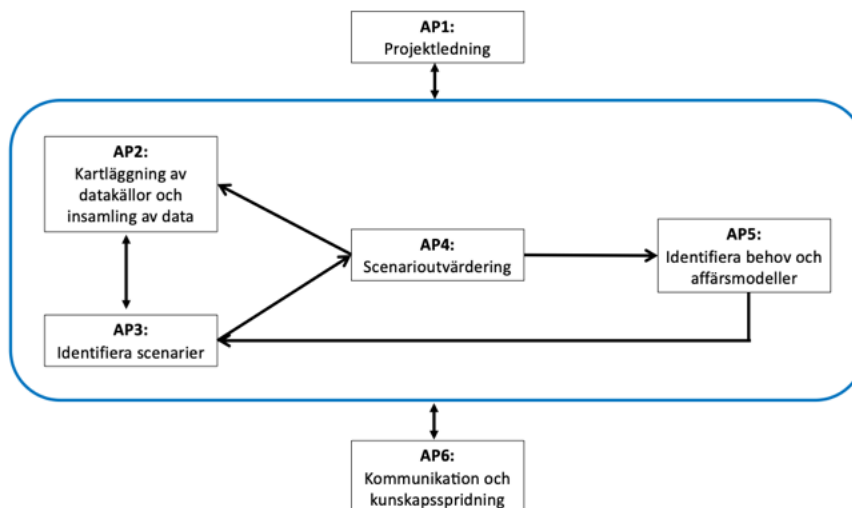 AP1:
Projektledning
AP2:
Kartläggning av
datakällor och
insamling av data
AP4:
Scenarioutvärdering
AP5:
Identifiera behov och
affärsmodeller
AP3:
Identifiera scenarier
AP6:
Kommunikation och
kunskapsspridning